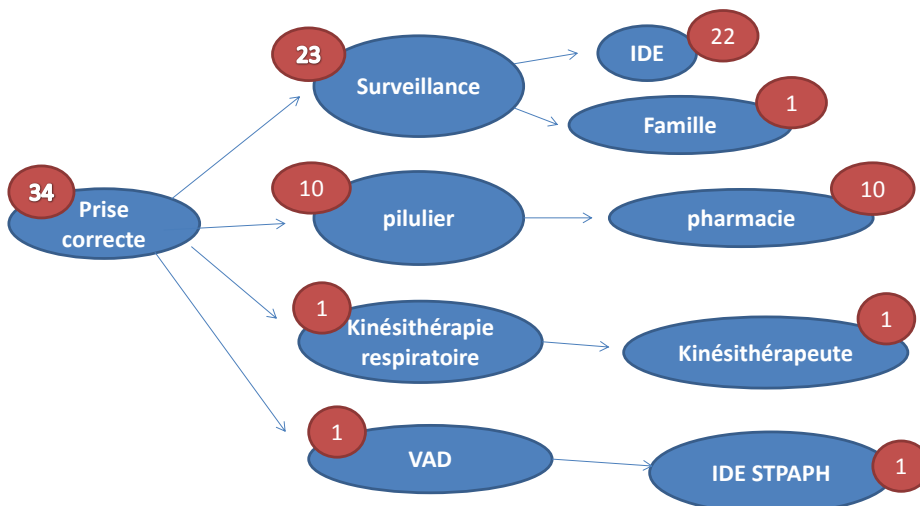 23
Surveillance
IDE
22
Famille
1
34
Prise
correcte
10
pilulier
pharmacie
10
1
Kinésithérapie
respiratoire
Kinésithérapeute
1
1
VAD
IDE STPAPH
1